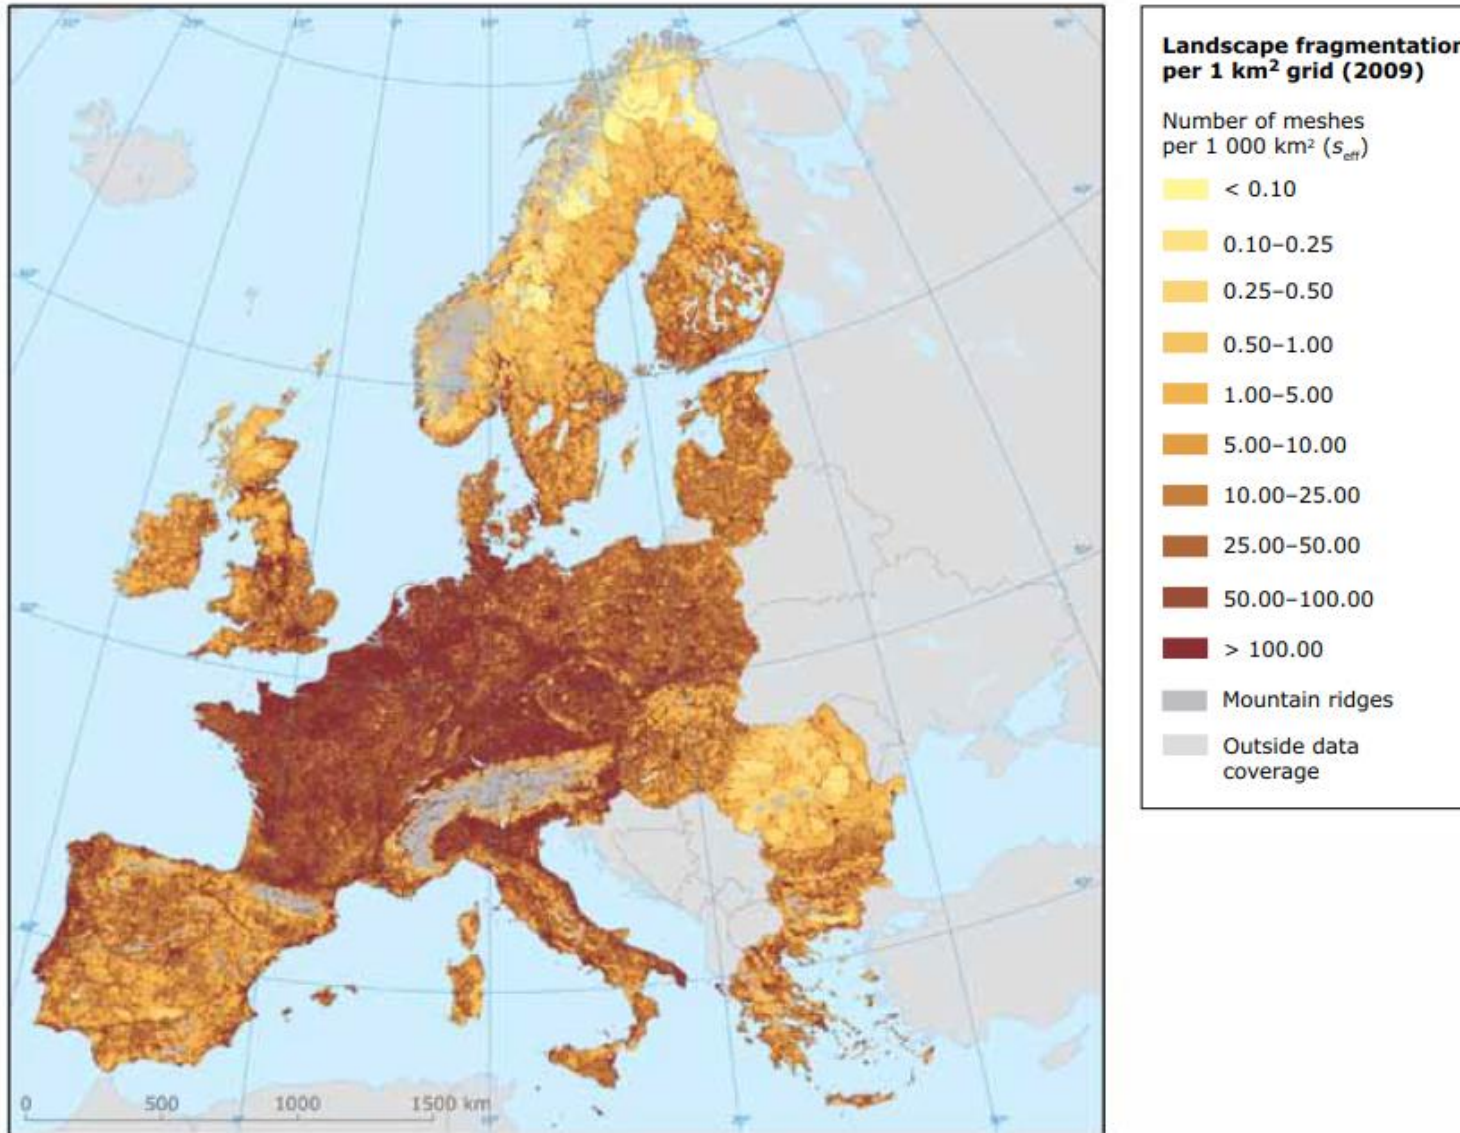 Landscape fragmentation
per 1 km² grid (2009)
Number of meshes
per 1 000 km² (seff)
< 0.10
0.10–0.25
0.25–0.50
0.50–1.00
1.00–5.00
5.00–10.00
10.00–25.00
25.00–50.00
50.00–100.00
> 100.00
Mountain ridges
Outside data
coverage
0 500 1000 1500 km